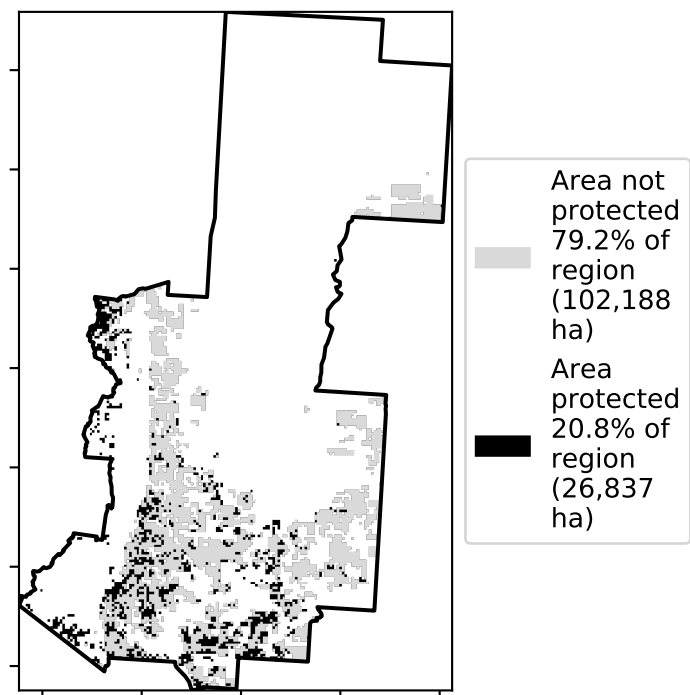 Area not
protected
79.2% of
region
(102,188
ha)
Area
protected
20.8% of
region
(26,837
ha)